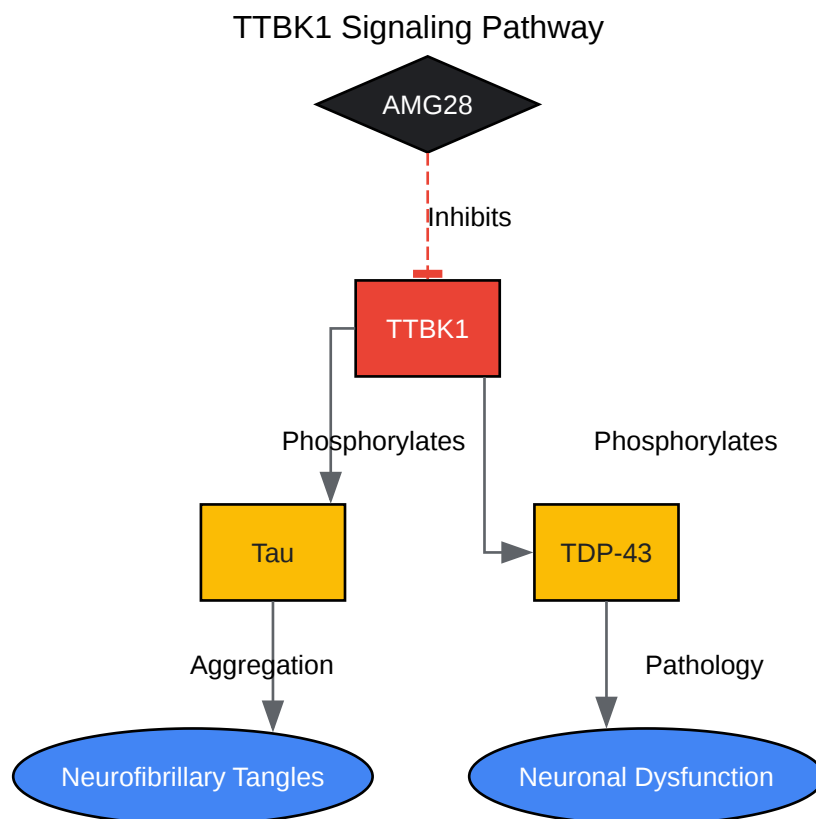 TTBK1 Signaling Pathway
AMG28
Inhibits
TTBK1
Phosphorylates
Phosphorylates
Tau
TDP-43
Aggregation
Pathology
Neurofibrillary Tangles
Neuronal Dysfunction